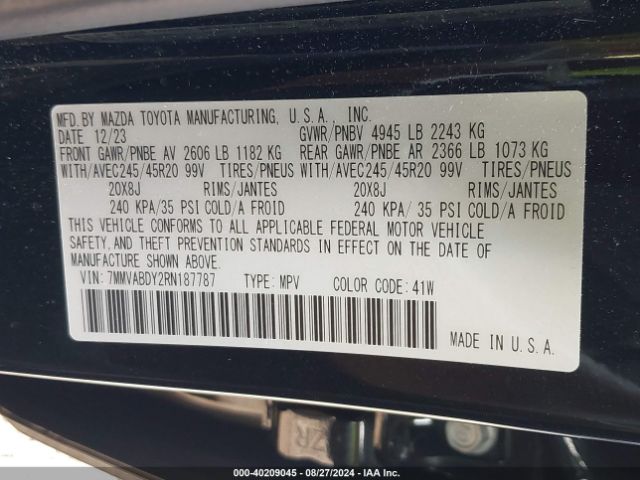 MFD. BY MAZDA TOYOTA MANUFACTURING, U.S.A., INC.
DATE 12/23 GVWR/PNBV 4945 LB 2243 KG
FRONT GAWR/PNBE AV 2606 LB 1182 KG REAR GAWR/PNBE AR 2366 LB 1073 KG
WITH/AVEC245/45R20 99V TIRES/PNEUS WITH/AVEC245/45R20 99V TIRES/PNEUS
20X8J RIMS/JANTES 20X8J RIMS/JANTES
240 KPA/35 PSI COLD/A FROID 240 KPA/35 PSI COLD/A FROID
THIS VEHICLE CONFORMS TO ALL APPLICABLE FEDERAL MOTOR VEHICLE
SAFETY, AND THEFT PREVENTION STANDARDS IN EFFECT ON THE DATE OF
MANUFACTURE SHOWN ABOVE.
VIN: 7MMVABDY2RN187787 TYPE: MPV COLOR CODE: 41W
MADE IN U.S.A.
000-40209045 - 08/27/2024 - IAA Inc.